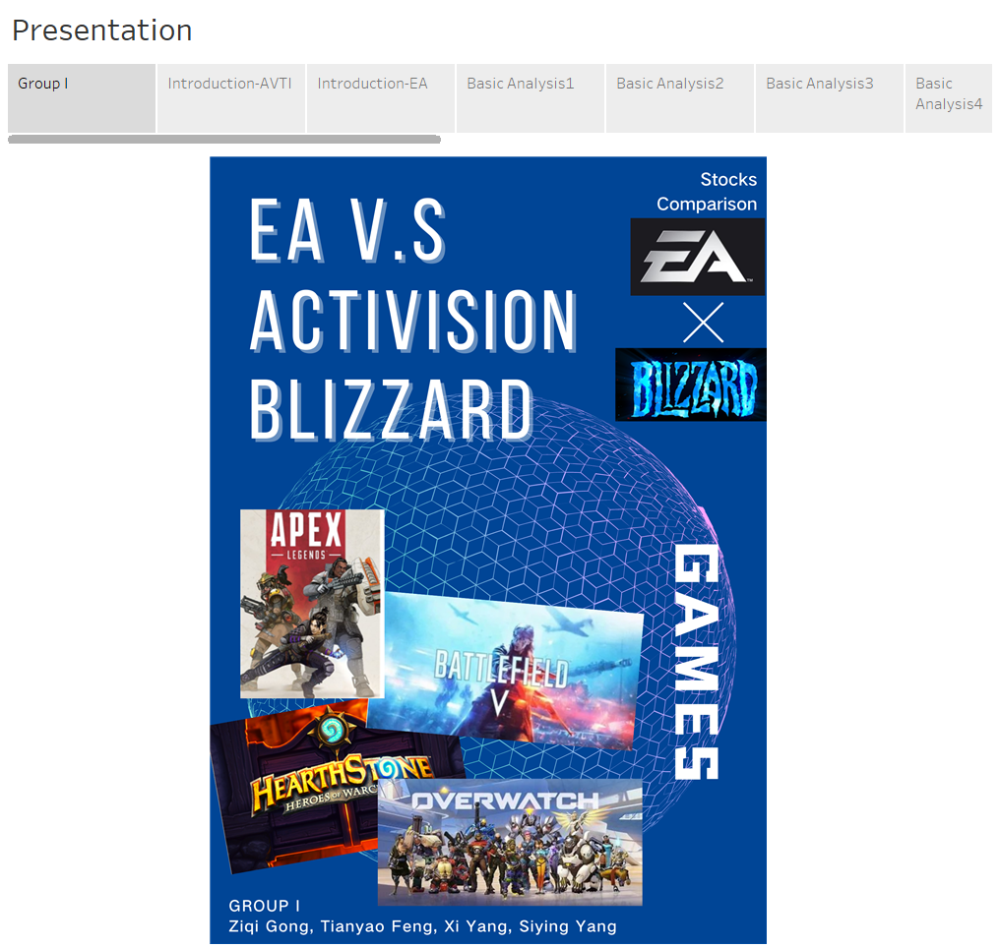 Presentation
Group I
Introduction-AVTI
Introduction-EA
Basic Analysis1
Basic Analysis2
Basic Analysis3
Basic
Analysis4
Stocks
Comparison
EA V.S
ACTIVISION
BLIZZARD
EA
BLIZZARD
APEX
LEGENDS
BATTLEFIELD
V
GAMES
HEARTHSTONE
HEROES OF WARC
OVERWATCH
GROUP I
Ziqi Gong, Tianyao Feng, Xi Yang, Siying Yang